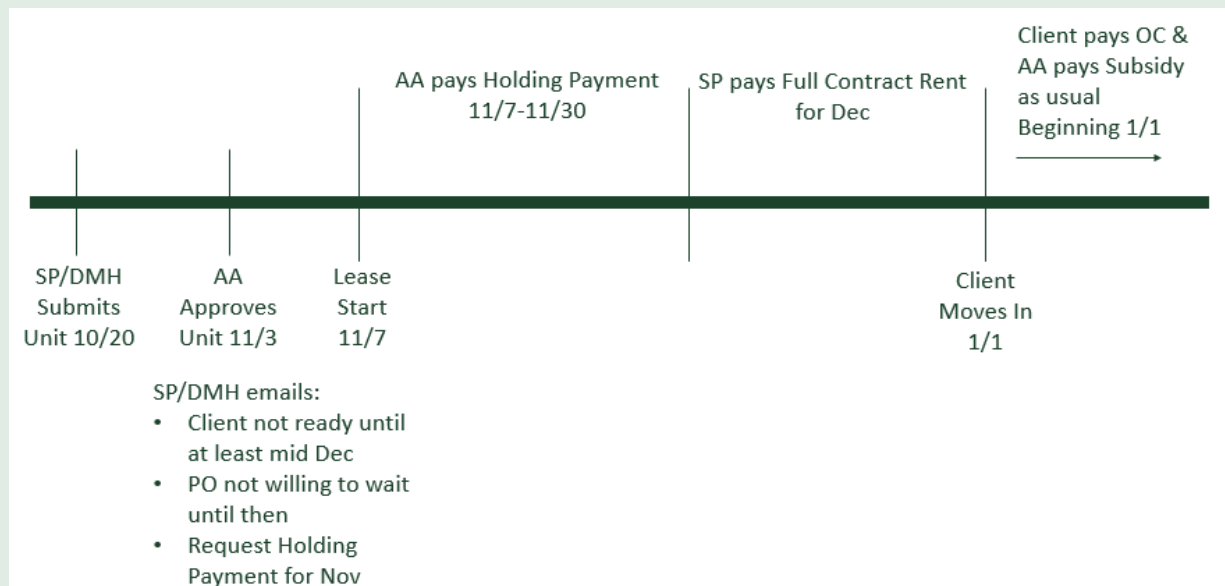 Client pays OC &
AA pays Subsidy
as usual
Beginning 1/1
AA pays Holding Payment
11/7-11/30
SP pays Full Contract Rent
for Dec
SP/DMH
Submits
Unit 10/20
AA
Approves
Unit 11/3
Lease
Start
11/7
Client
Moves In
1/1
SP/DMH emails:
• Client not ready until
at least mid Dec
• PO not willing to wait
until then
• Request Holding
Payment for Nov